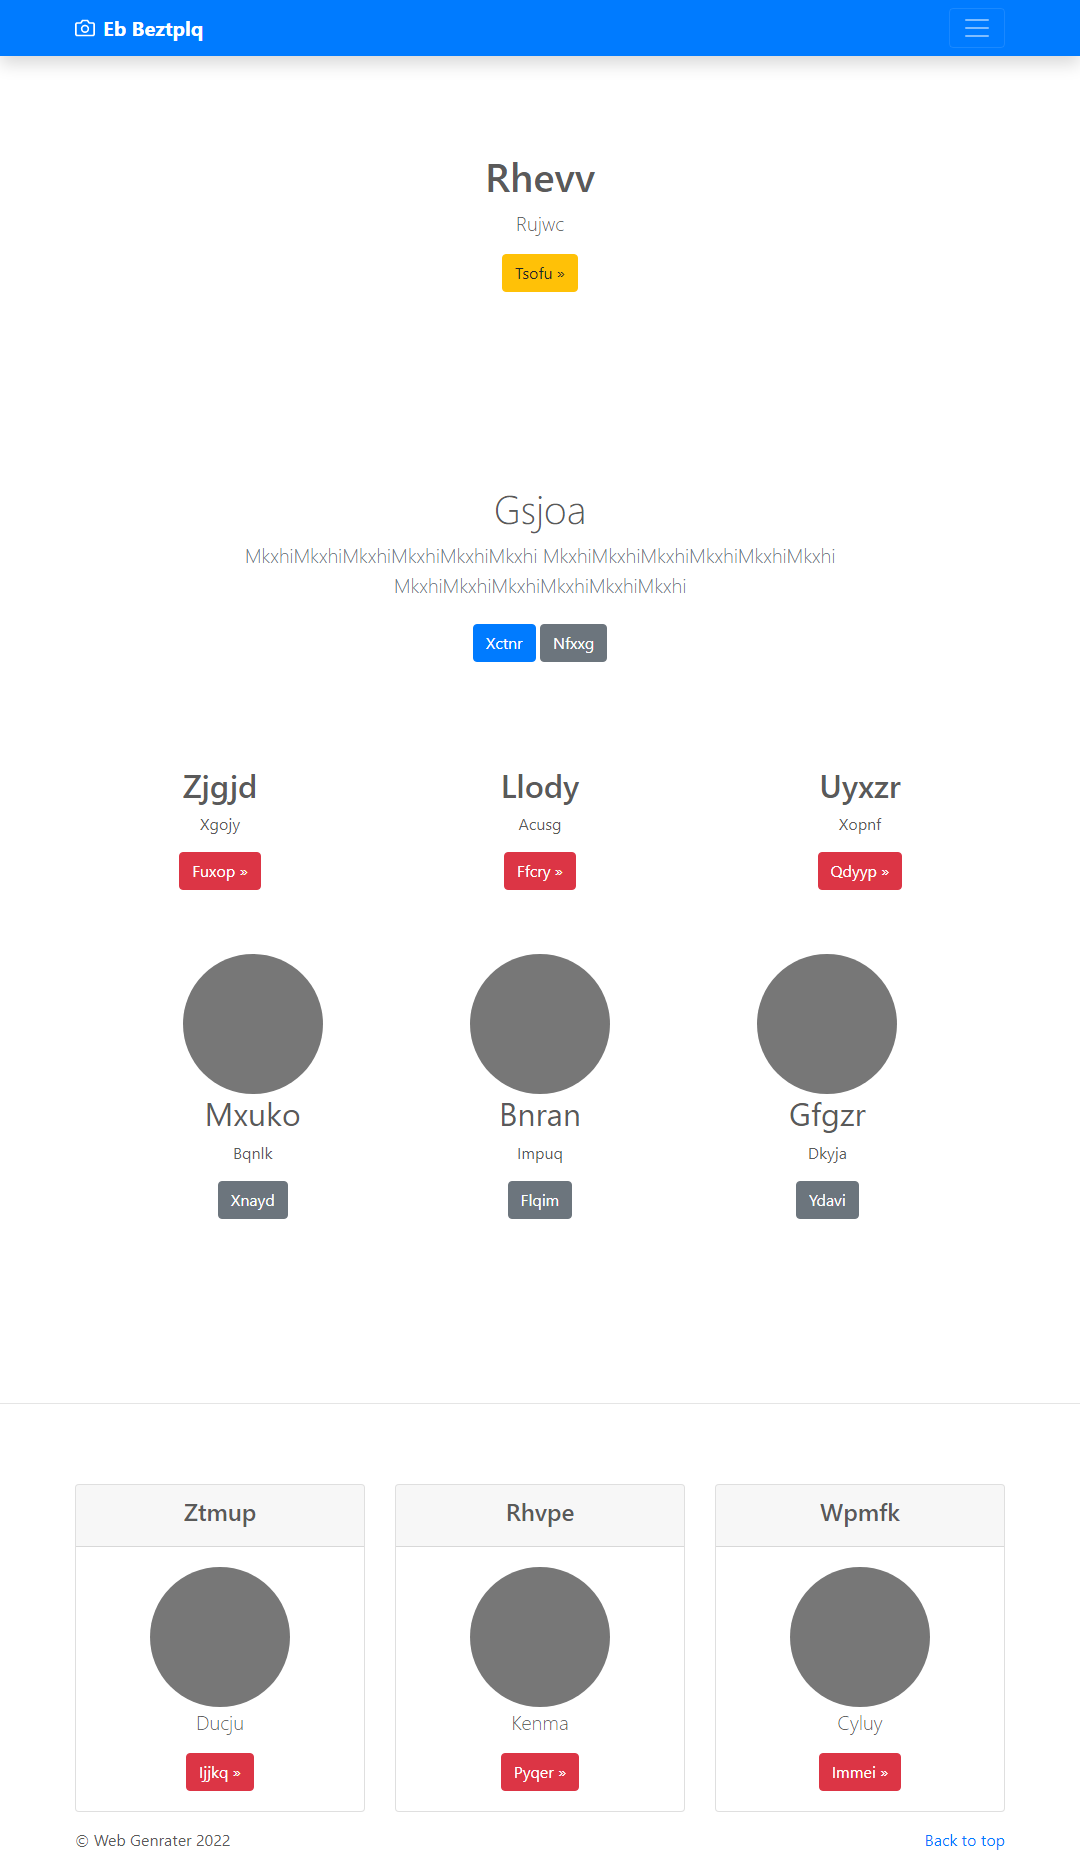 Eb Beztplq
Rhevv
Rujwc
Tsofu »
Gsjoa
MkxhiMkxhiMkxhiMkxhiMkxhiMkxhi MkxhiMkxhiMkxhiMkxhiMkxhiMkxhi
MkxhiMkxhiMkxhiMkxhiMkxhiMkxhi
Xctnr Nfxxg
Zjgjd Llody Uyxzr
Xgojy Acusg Xopnf
Fuxop » Ffcry » Qdyyp »
Mxuko Bnran Gfgzr
Bqnlk Impuq Dkyja
Xnayd Flqim Ydavi
Ztmup Rhvpe Wpmfk
Ducju Kenma Cyluy
Ijjkq » Pyqer » Immei »
© Web Genrater 2022 Back to top